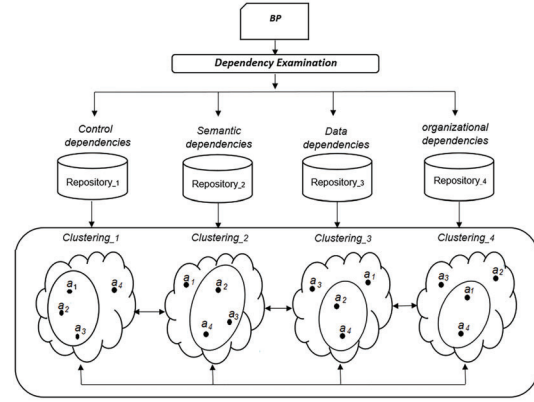 BP
Dependency Examination
Control
dependencies
Semantic
dependencies
Data
dependencies
organizational
dependencies
Repository_1
Repository_2
Repository_3
Repository_4
Clustering_1
Clustering_2
Clustering_3
Clustering_4
a1
a2
a3
a4
a1
a2
a3
a4
a3
a1
a2
a4
a3
a2
a1
a4